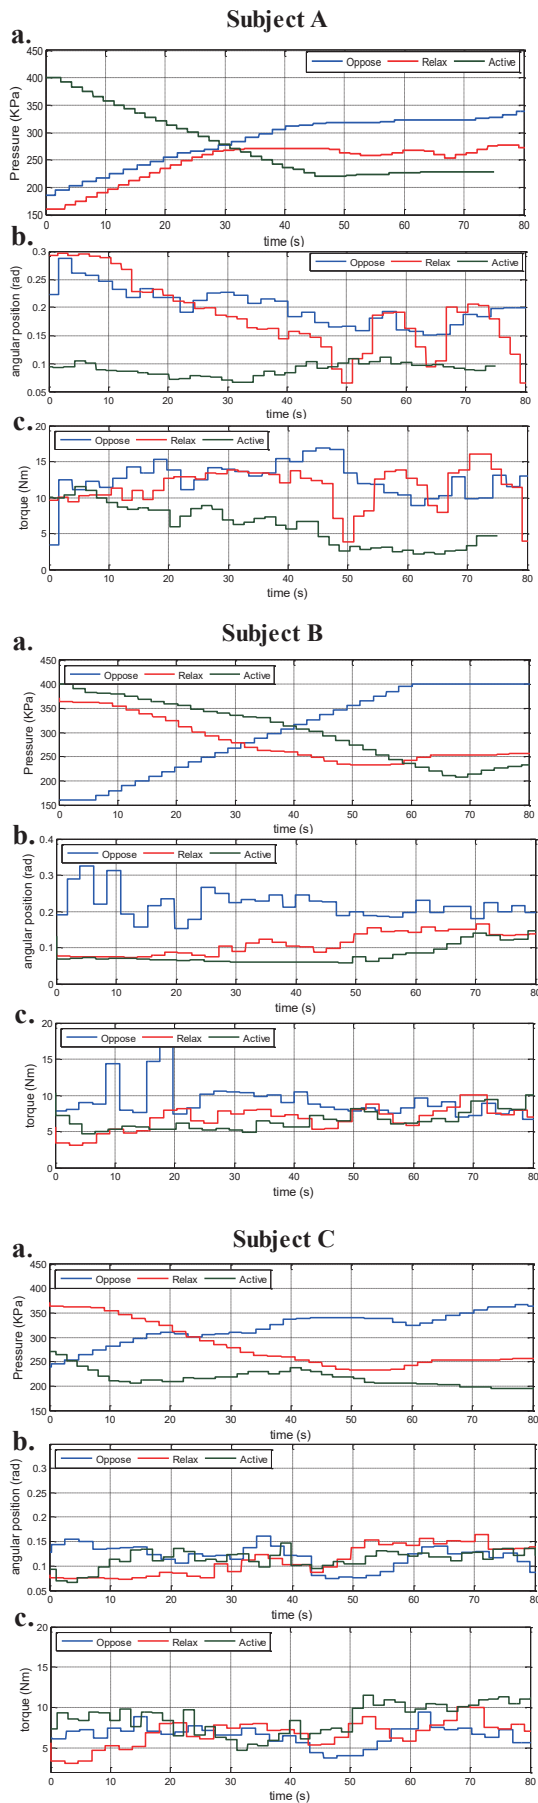 Subject A
a.
450
400
350
300
250
200
150
Pressure (KPa)
Oppose Relax Active
0 10 20 30 40 50 60 70 80
time (s)
b.
0.3
0.25
0.2
0.15
0.1
0.05
angular position (rad)
Oppose Relax Active
0 10 20 30 40 50 60 70 80
time (s)
c.
20
15
10
5
0
torque (Nm)
Oppose Relax Active
0 10 20 30 40 50 60 70 80
time (s)
Subject B
a.
450
400
350
300
250
200
150
Pressure (KPa)
Oppose Relax Active
0 10 20 30 40 50 60 70 80
time (s)
b.
0.4
0.3
0.2
0.1
0
angular position (rad)
Oppose Relax Active
0 10 20 30 40 50 60 70 80
time (s)
c.
20
15
10
5
0
torque (Nm)
Oppose Relax Active
0 10 20 30 40 50 60 70 80
time (s)
Subject C
a.
450
400
350
300
250
200
150
Pressure (KPa)
Oppose Relax Active
0 10 20 30 40 50 60 70 80
time (s)
b.
0.3
0.25
0.2
0.15
0.1
0.05
angular position (rad)
Oppose Relax Active
0 10 20 30 40 50 60 70 80
time (s)
c.
20
15
10
5
torque (Nm)
Oppose Relax Active
0 10 20 30 40 50 60 70 80
time (s)